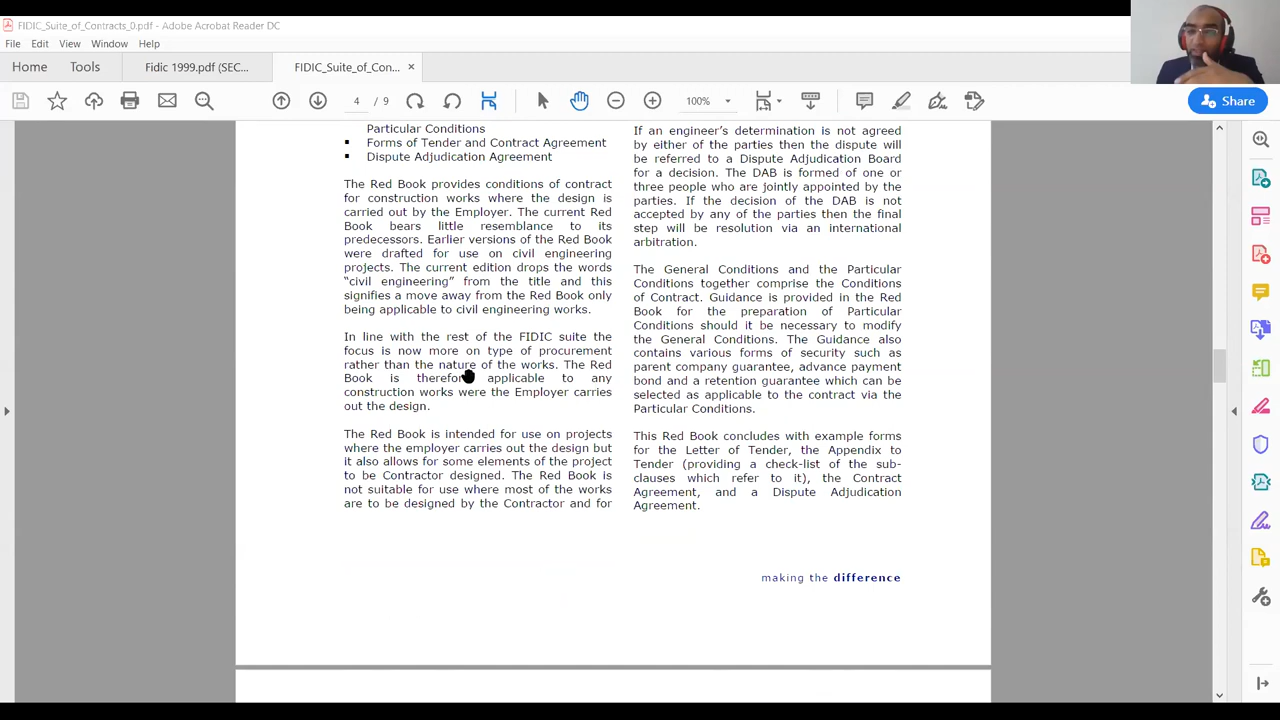 FIDIC_Suite_of_Contracts_0.pdf - Adobe Acrobat Reader DC
File Edit View Window Help
Home Tools Fidic 1999.pdf (SEC... FIDIC_Suite_of_Con... ×
4 / 9 100% Share
Particular Conditions
▪ Forms of Tender and Contract Agreement
▪ Dispute Adjudication Agreement
The Red Book provides conditions of contract
for construction works where the design is
carried out by the Employer. The current Red
Book bears little resemblance to its
predecessors. Earlier versions of the Red Book
were drafted for use on civil engineering
projects. The current edition drops the words
“civil engineering” from the title and this
signifies a move away from the Red Book only
being applicable to civil engineering works.
In line with the rest of the FIDIC suite the
focus is now more on type of procurement
rather than the nature of the works. The Red
Book is therefore applicable to any
construction works were the Employer carries
out the design.
The Red Book is intended for use on projects
where the employer carries out the design but
it also allows for some elements of the project
to be Contractor designed. The Red Book is
not suitable for use where most of the works
are to be designed by the Contractor and for
If an engineer’s determination is not agreed
by either of the parties then the dispute will
be referred to a Dispute Adjudication Board
for a decision. The DAB is formed of one or
three people who are jointly appointed by the
parties. If the decision of the DAB is not
accepted by any of the parties then the final
step will be resolution via an international
arbitration.
The General Conditions and the Particular
Conditions together comprise the Conditions
of Contract. Guidance is provided in the Red
Book for the preparation of Particular
Conditions should it be necessary to modify
the General Conditions. The Guidance also
contains various forms of security such as
parent company guarantee, advance payment
bond and a retention guarantee which can be
selected as applicable to the contract via the
Particular Conditions.
This Red Book concludes with example forms
for the Letter of Tender, the Appendix to
Tender (providing a check-list of the sub-
clauses which refer to it), the Contract
Agreement, and a Dispute Adjudication
Agreement.
making the difference